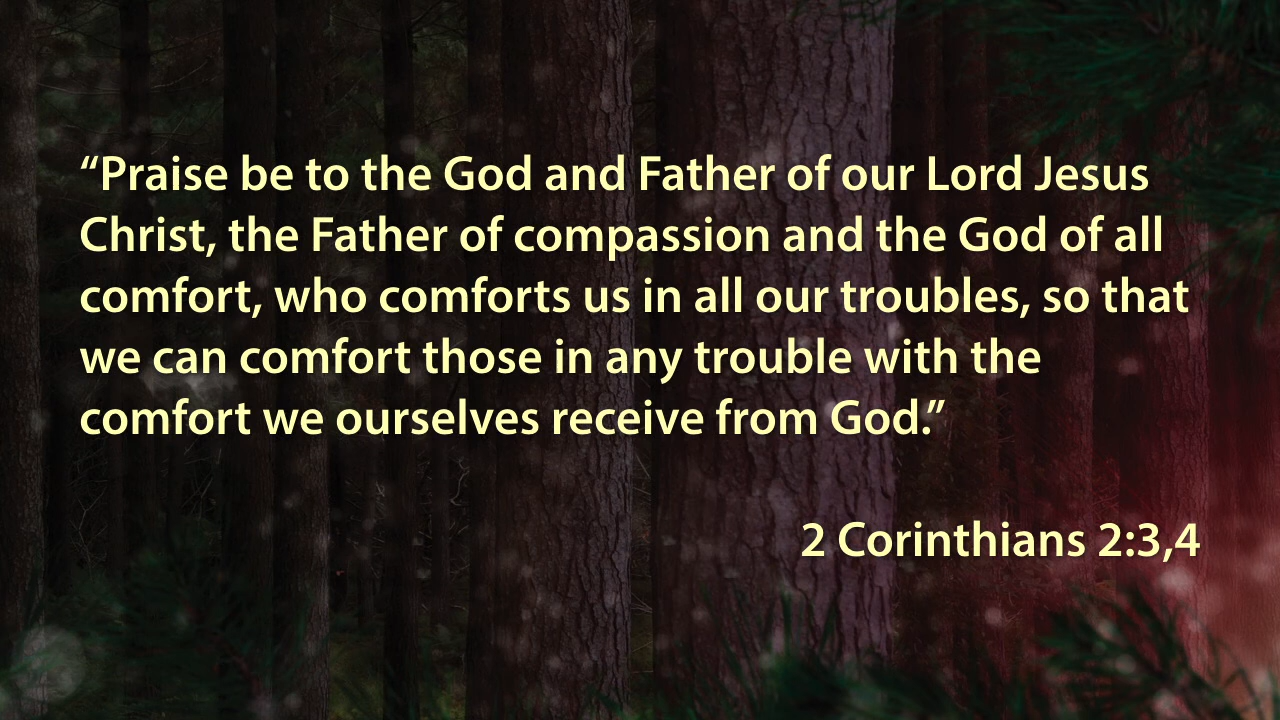 “Praise be to the God and Father of our Lord Jesus
Christ, the Father of compassion and the God of all
comfort, who comforts us in all our troubles, so that
we can comfort those in any trouble with the
comfort we ourselves receive from God.”
2 Corinthians 2:3,4